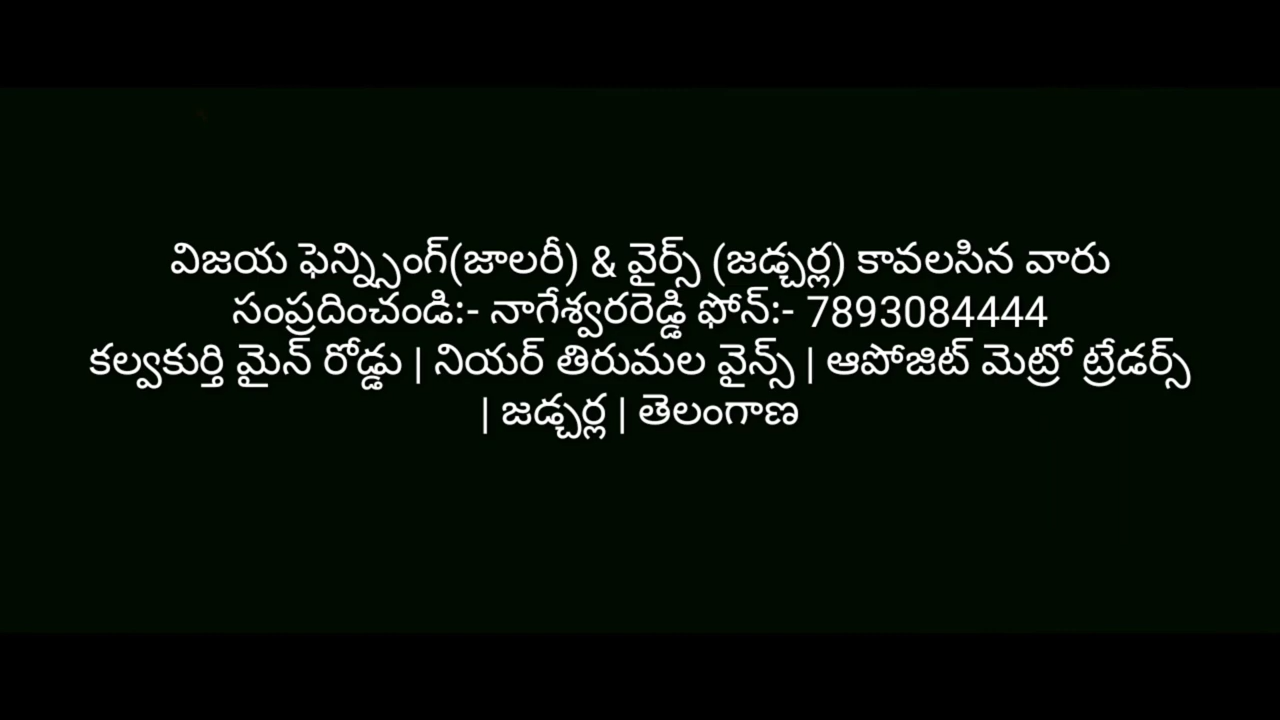 విజయ ఫెన్న్సింగ్(జాలరీ) & వైర్స్ (జడ్చర్ల) కావలసిన వారు
సంప్రదించండి:- నాగేశ్వరరెడ్డి ఫోన్:- 7893084444
కల్వకుర్తి మైన్ రోడ్డు | నియర్ తిరుమల వైన్స్ | ఆపోజిట్ మెట్రో ట్రేడర్స్
| జడ్చర్ల | తెలంగాణ